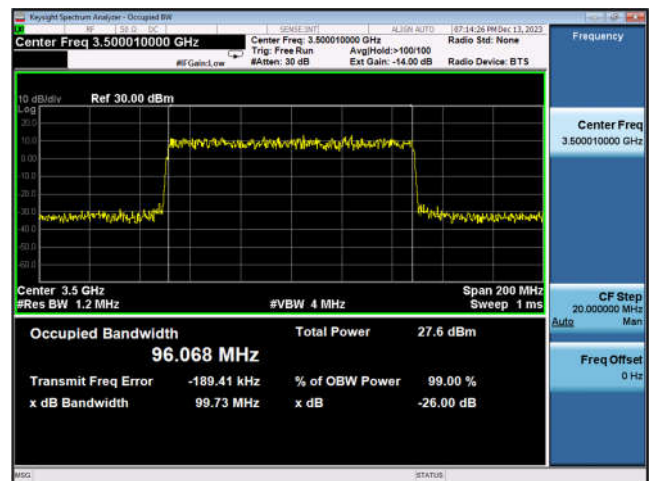 Keysight Spectrum Analyzer - Occupied BW
RF 50 Ω DC SENSE:INT ALIGN AUTO 07:14:26 PM Dec 13, 2023
Center Freq 3.500010000 GHz
Center Freq: 3.500010000 GHz Radio Std: None
Trig: Free Run Avg|Hold:>100/100
#IFGain:Low #Atten: 30 dB Ext Gain: -14.00 dB Radio Device: BTS
Frequency
10 dB/div Ref 30.00 dBm
Log
20.0
10.0
0.00
-10.0
-20.0
-30.0
-40.0
-50.0
-60.0
Center 3.5 GHz Span 200 MHz
#Res BW 1.2 MHz #VBW 4 MHz Sweep 1 ms
Center Freq
3.500010000 GHz
CF Step
20.000000 MHz
Auto Man
Freq Offset
0 Hz
Occupied Bandwidth Total Power 27.6 dBm
96.068 MHz
Transmit Freq Error -189.41 kHz % of OBW Power 99.00 %
x dB Bandwidth 99.73 MHz x dB -26.00 dB
MSG STATUS